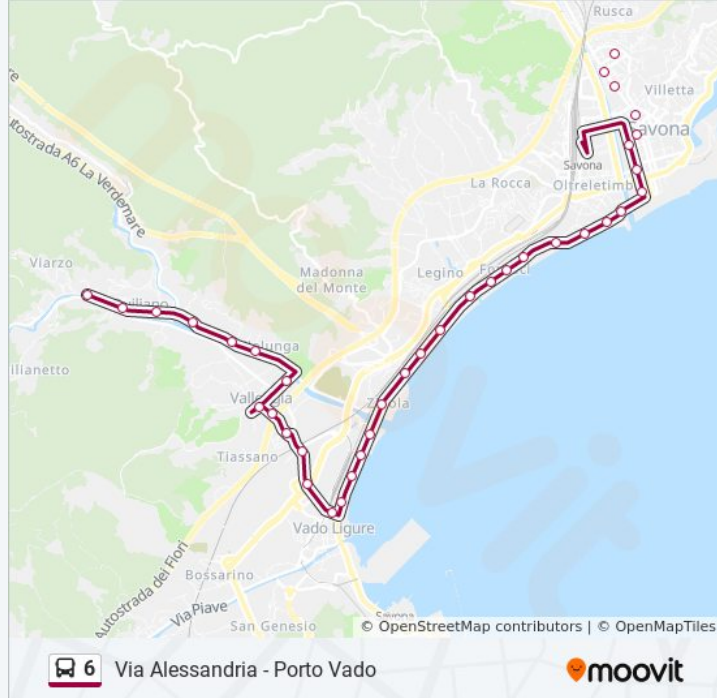 Rusca
Villetta
Savona
Savona
La Rocca
Oltreletimb
Autostrada A6 La Verdemare
Viarzo
Madonna
del Monte
Legino
Valleggia
Zinola
Tiassano
Vado Ligure
Bossarino
Autostrada dei Fiori
Via Piave
San Genesio
Savona
© OpenStreetMap contributors | © OpenMapTiles
6 Via Alessandria - Porto Vado
moovit